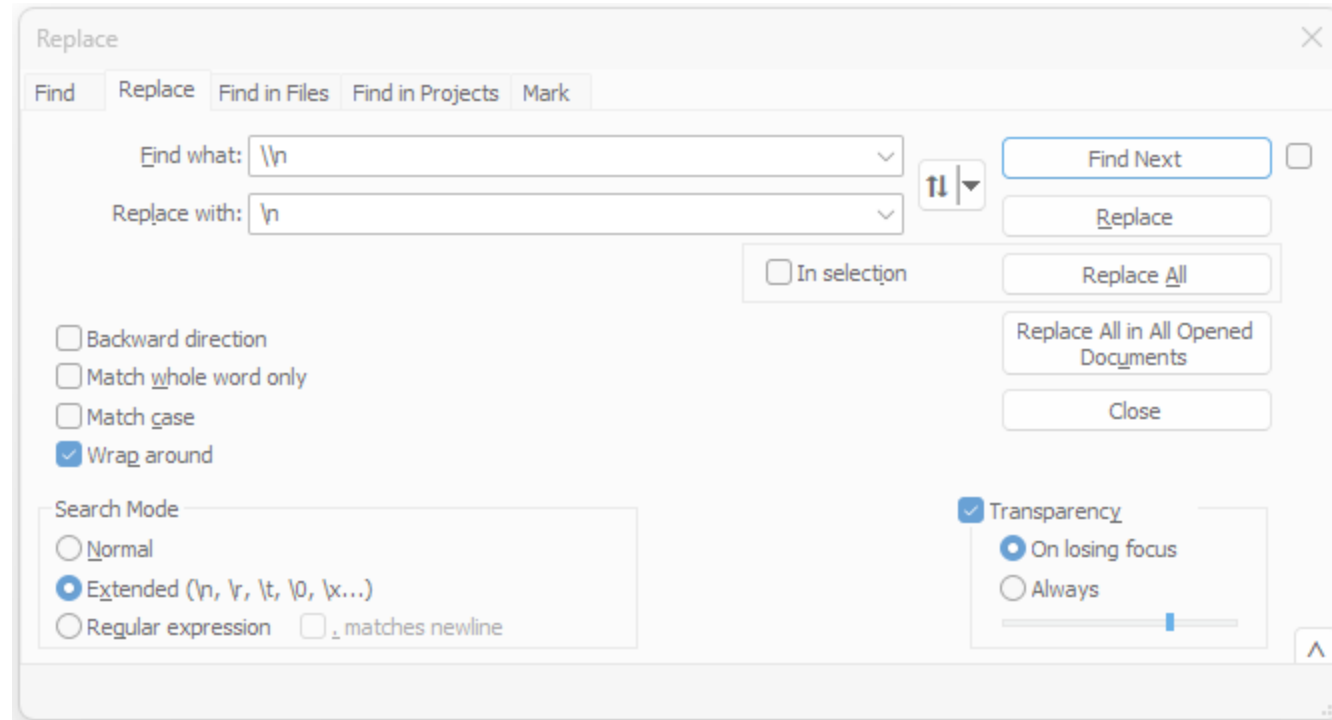 Replace
Find Replace Find in Files Find in Projects Mark
Find what: \\n
Find Next
Replace with: \n
Replace
In selection
Replace All
Backward direction
Replace All in All Opened
Documents
Match whole word only
Match case
Close
Wrap around
Search Mode
Transparency
Normal
On losing focus
Extended (\n, \r, \t, \0, \x...)
Always
Regular expression . matches newline